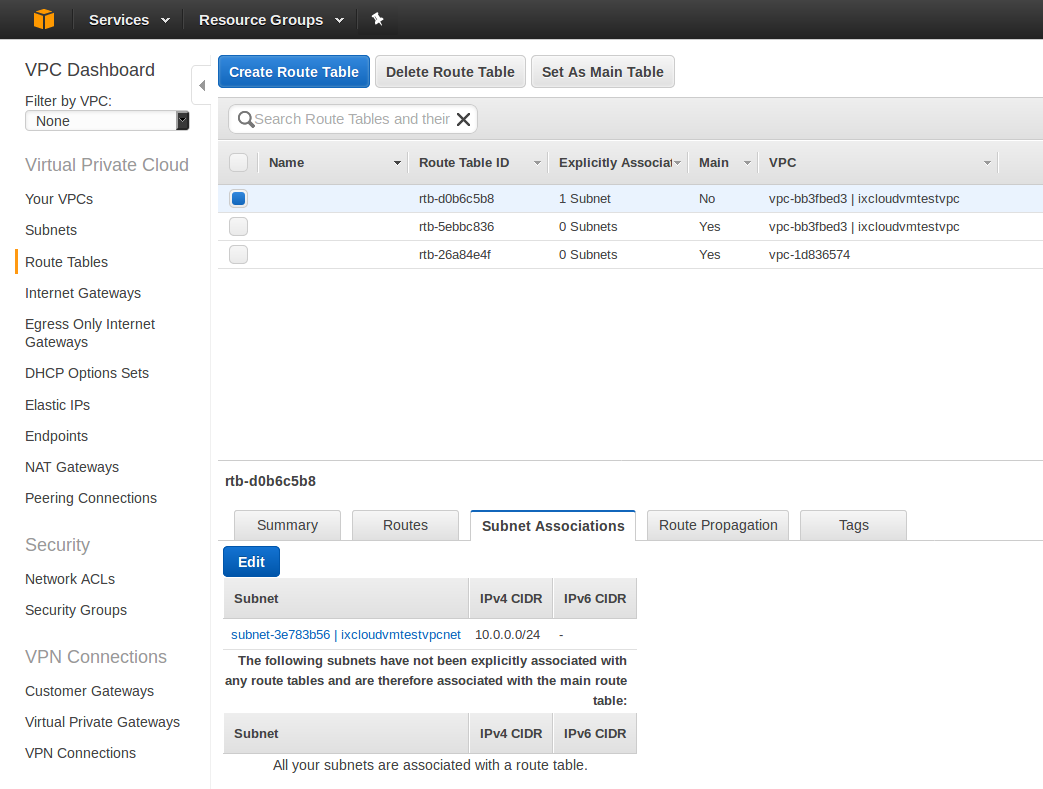 Services Resource Groups
VPC Dashboard
Filter by VPC:
None
Virtual Private Cloud
Your VPCs
Subnets
Route Tables
Internet Gateways
Egress Only Internet
Gateways
DHCP Options Sets
Elastic IPs
Endpoints
NAT Gateways
Peering Connections
Security
Network ACLs
Security Groups
VPN Connections
Customer Gateways
Virtual Private Gateways
VPN Connections
Create Route Table Delete Route Table Set As Main Table
Search Route Tables and their
Name Route Table ID Explicitly Associat Main VPC
rtb-d0b6c5b8 1 Subnet No vpc-bb3fbed3 | ixcloudvmtestvpc
rtb-5ebbc836 0 Subnets Yes vpc-bb3fbed3 | ixcloudvmtestvpc
rtb-26a84e4f 0 Subnets Yes vpc-1d836574
rtb-d0b6c5b8
Summary Routes Subnet Associations Route Propagation Tags
Edit
Subnet IPv4 CIDR IPv6 CIDR
subnet-3e783b56 | ixcloudvmtestvpcnet 10.0.0.0/24 -
The following subnets have not been explicitly associated with
any route tables and are therefore associated with the main route
table:
Subnet IPv4 CIDR IPv6 CIDR
All your subnets are associated with a route table.